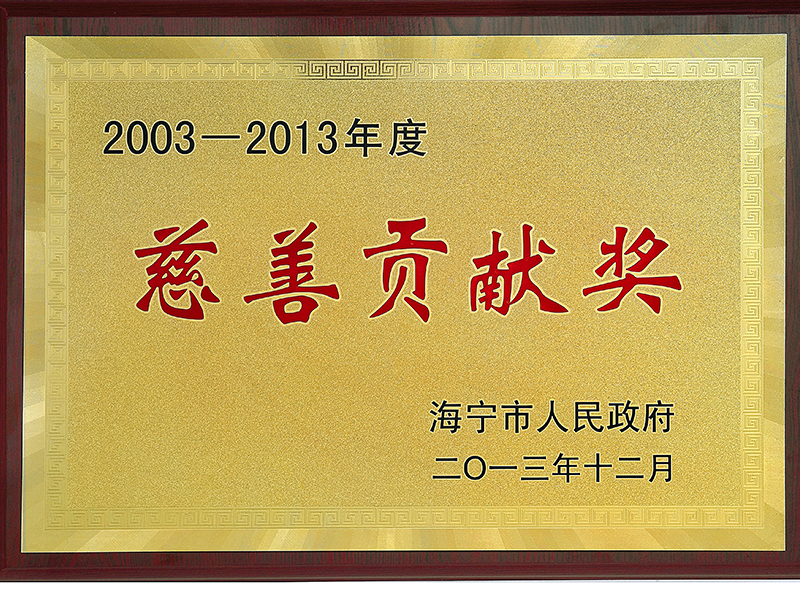 2003—2013年度
慈善贡献奖
海宁市人民政府
二〇一三年十二月